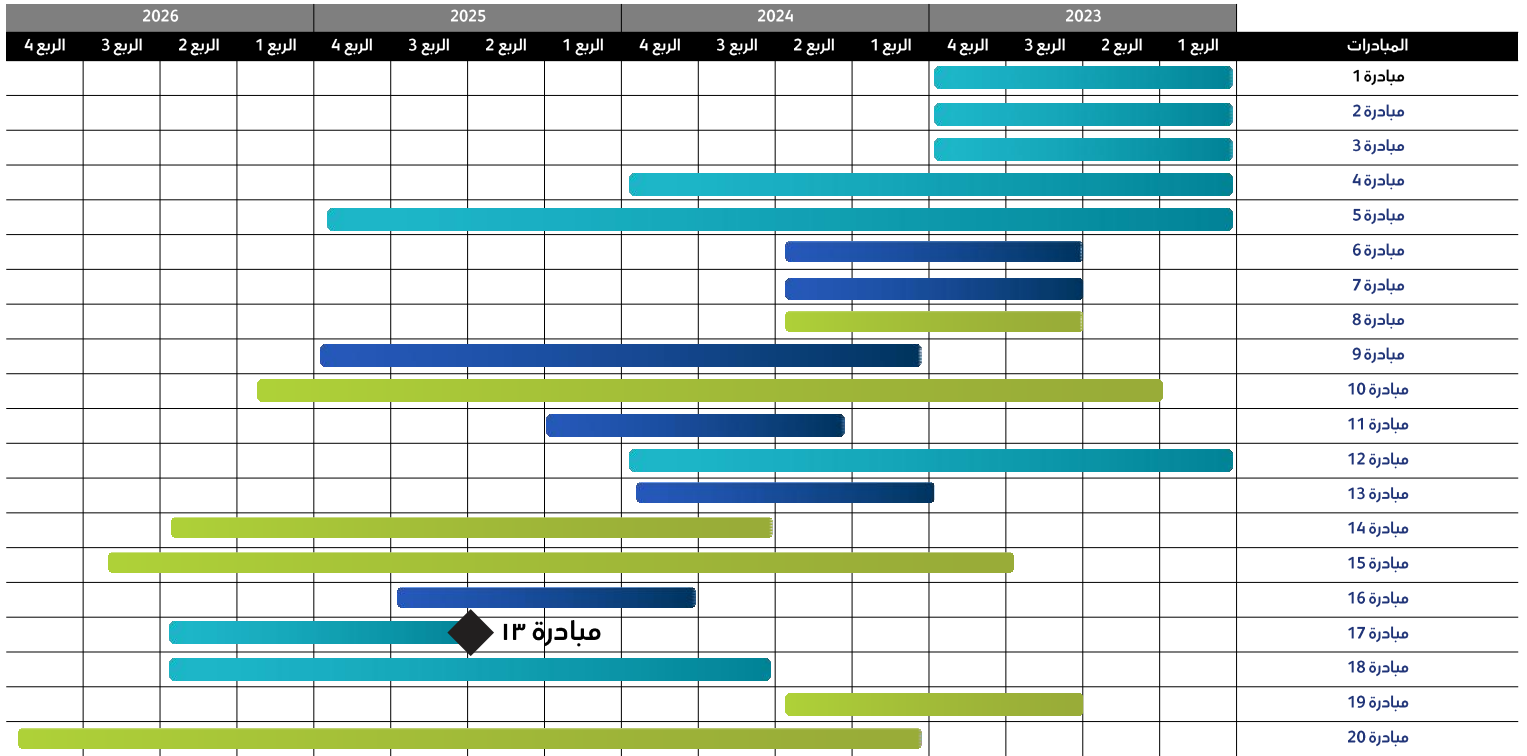 2023 2024 2025 2026
المبادرات الربع 1 الربع 2 الربع 3 الربع 4 الربع 1 الربع 2 الربع 3 الربع 4 الربع 1 الربع 2 الربع 3 الربع 4 الربع 1 الربع 2 الربع 3 الربع 4
مبادرة 1
مبادرة 2
مبادرة 3
مبادرة 4
مبادرة 5
مبادرة 6
مبادرة 7
مبادرة 8
مبادرة 9
مبادرة 10
مبادرة 11
مبادرة 12
مبادرة 13
مبادرة 14
مبادرة 15
مبادرة 16
مبادرة 17 مبادرة ١٣
مبادرة 18
مبادرة 19
مبادرة 20